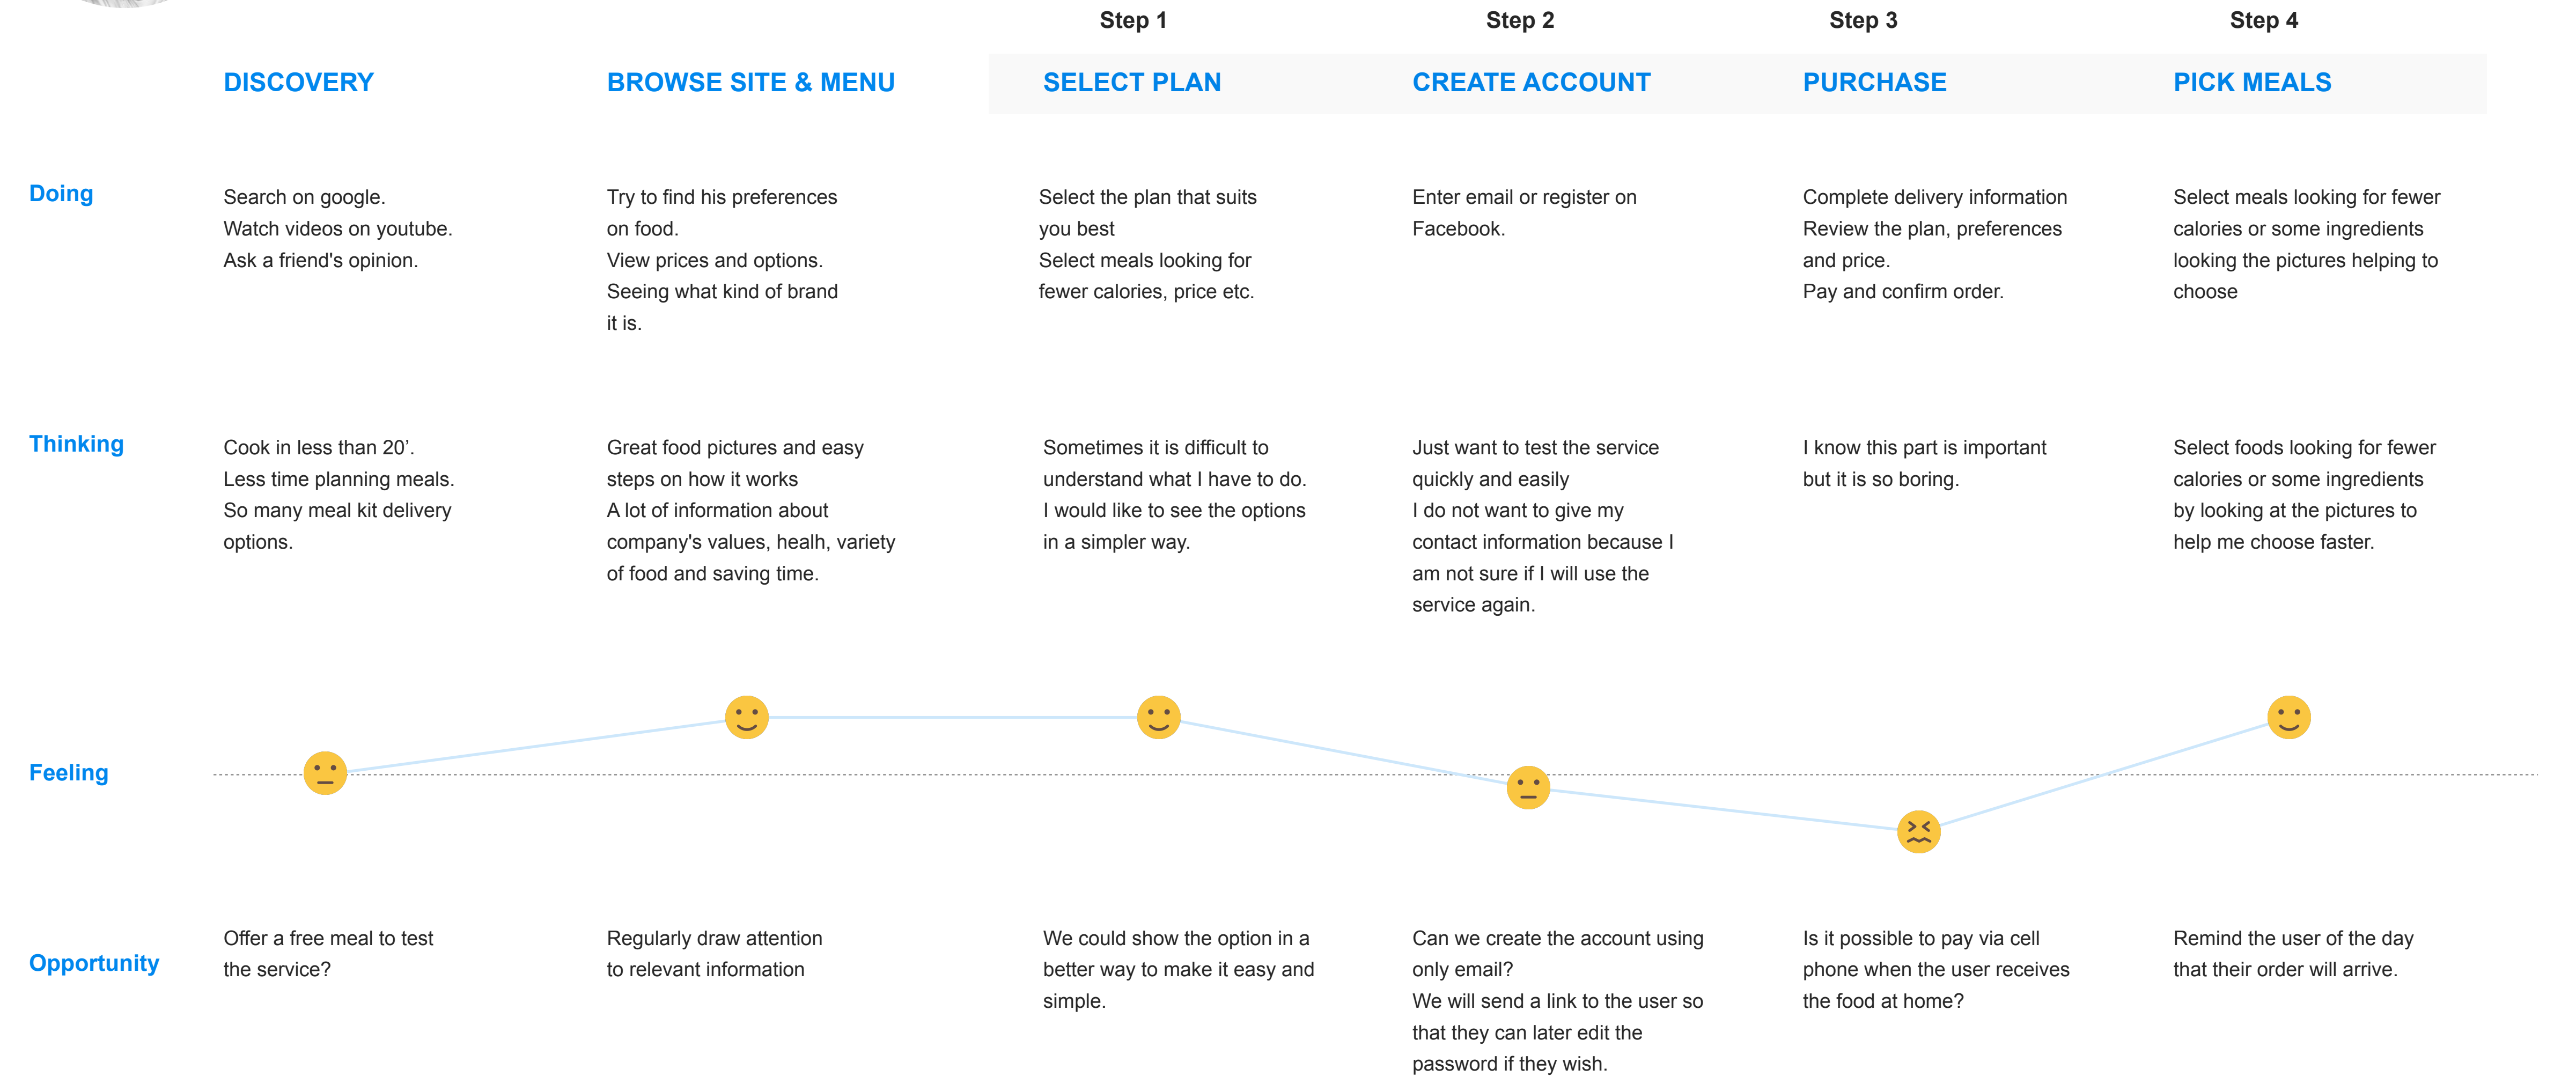 Step 1
Step 2
Step 3
Step 4
DISCOVERY
BROWSE SITE & MENU
SELECT PLAN
CREATE ACCOUNT
PURCHASE
PICK MEALS
Doing
Search on google.
Watch videos on youtube.
Ask a friend's opinion.
Try to find his preferences
on food.
View prices and options.
Seeing what kind of brand
it is.
Select the plan that suits
you best
Select meals looking for
fewer calories, price etc.
Enter email or register on
Facebook.
Complete delivery information
Review the plan, preferences
and price.
Pay and confirm order.
Select meals looking for fewer
calories or some ingredients
looking the pictures helping to
choose
Thinking
Cook in less than 20’.
Less time planning meals.
So many meal kit delivery
options.
Great food pictures and easy
steps on how it works
A lot of information about
company's values, healh, variety
of food and saving time.
Sometimes it is difficult to
understand what I have to do.
I would like to see the options
in a simpler way.
Just want to test the service
quickly and easily
I do not want to give my
contact information because I
am not sure if I will use the
service again.
I know this part is important
but it is so boring.
Select foods looking for fewer
calories or some ingredients
by looking at the pictures to
help me choose faster.
Feeling
Opportunity
Offer a free meal to test
the service?
Regularly draw attention
to relevant information
We could show the option in a
better way to make it easy and
simple.
Can we create the account using
only email?
We will send a link to the user so
that they can later edit the
password if they wish.
Is it possible to pay via cell
phone when the user receives
the food at home?
Remind the user of the day
that their order will arrive.